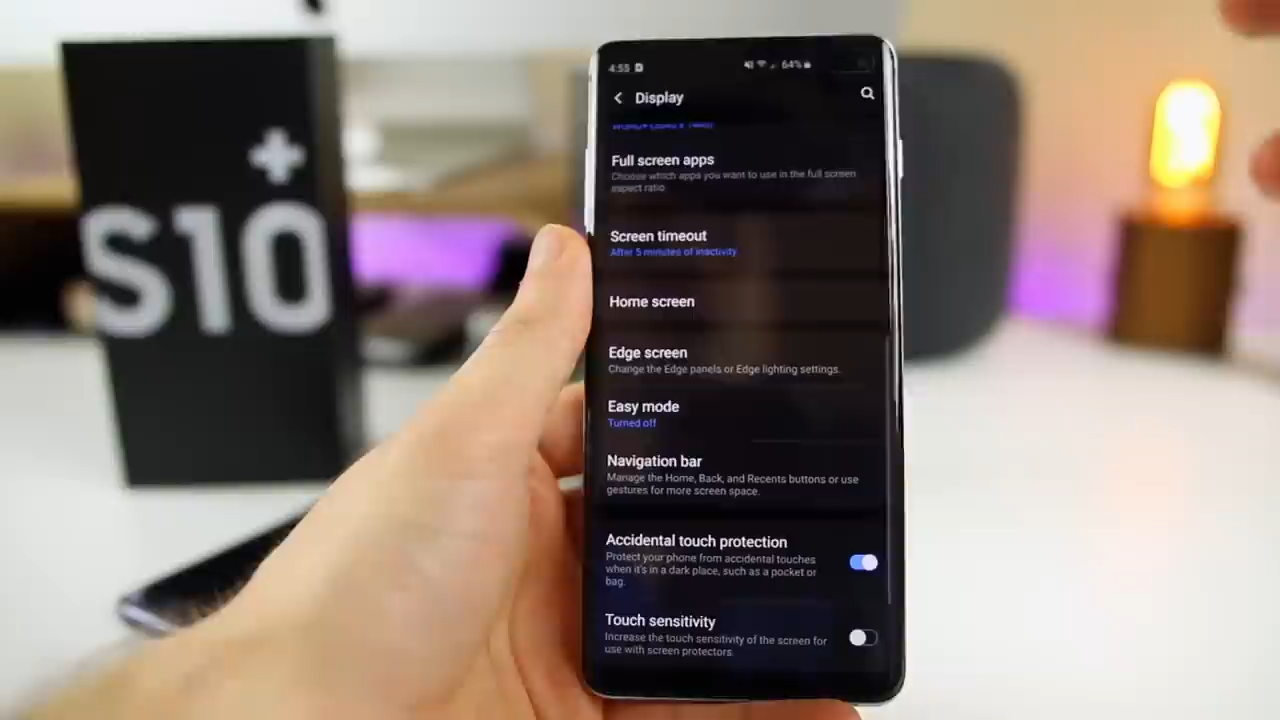 +
S10
4:55
64%
Display
Full screen apps
Choose which apps you want to use in the full screen
aspect ratio.
Screen timeout
After 5 minutes of inactivity
Home screen
Edge screen
Change the Edge panels or Edge lighting settings.
Easy mode
Turned off
Navigation bar
Manage the Home, Back, and Recents buttons or use
gestures for more screen space.
Accidental touch protection
Protect your phone from accidental touches
when it's in a dark place, such as a pocket or
bag.
Touch sensitivity
Increase the touch sensitivity of the screen for
use with screen protectors.